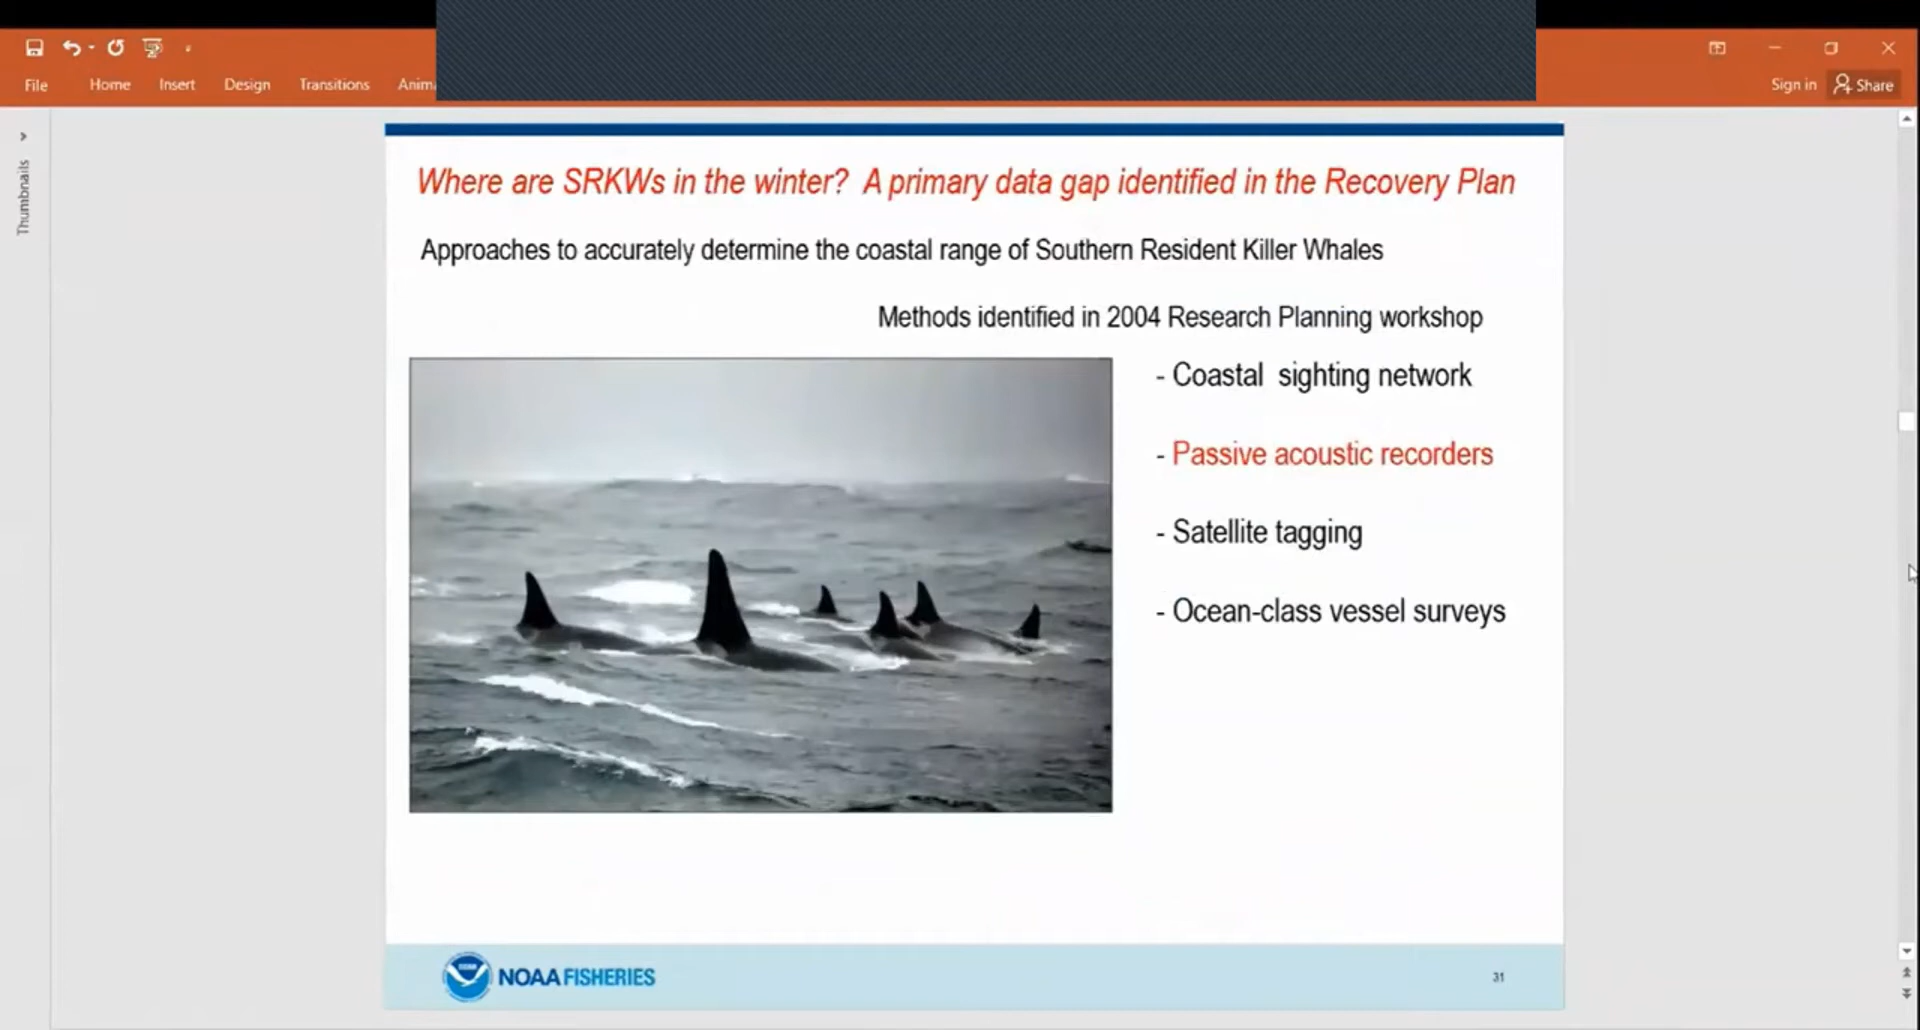 File Home Insert Design Transitions Sign in Share
Thumbnails
Where are SRKWs in the winter? A primary data gap identified in the Recovery Plan
Approaches to accurately determine the coastal range of Southern Resident Killer Whales
Methods identified in 2004 Research Planning workshop
- Coastal sighting network
- Passive acoustic recorders
- Satellite tagging
- Ocean-class vessel surveys
NOAA FISHERIES
31